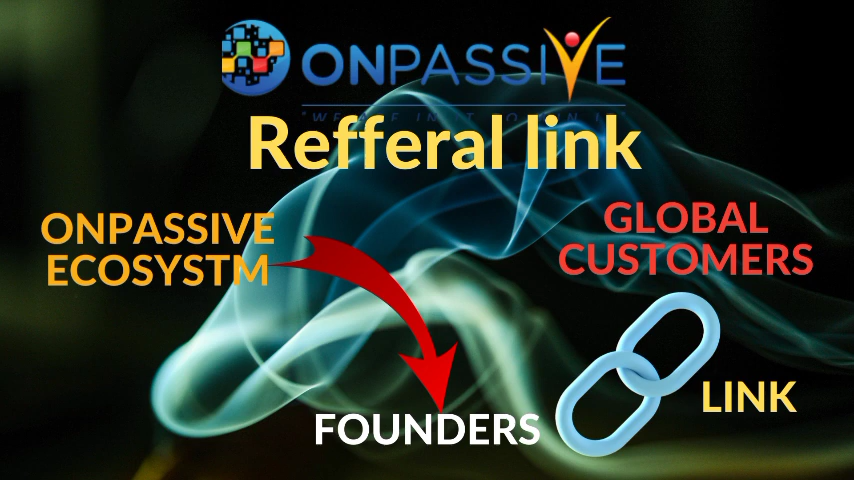 ONPASSIVE
Refferal link
ONPASSIVE
ECOSYSTM
GLOBAL
CUSTOMERS
LINK
FOUNDERS